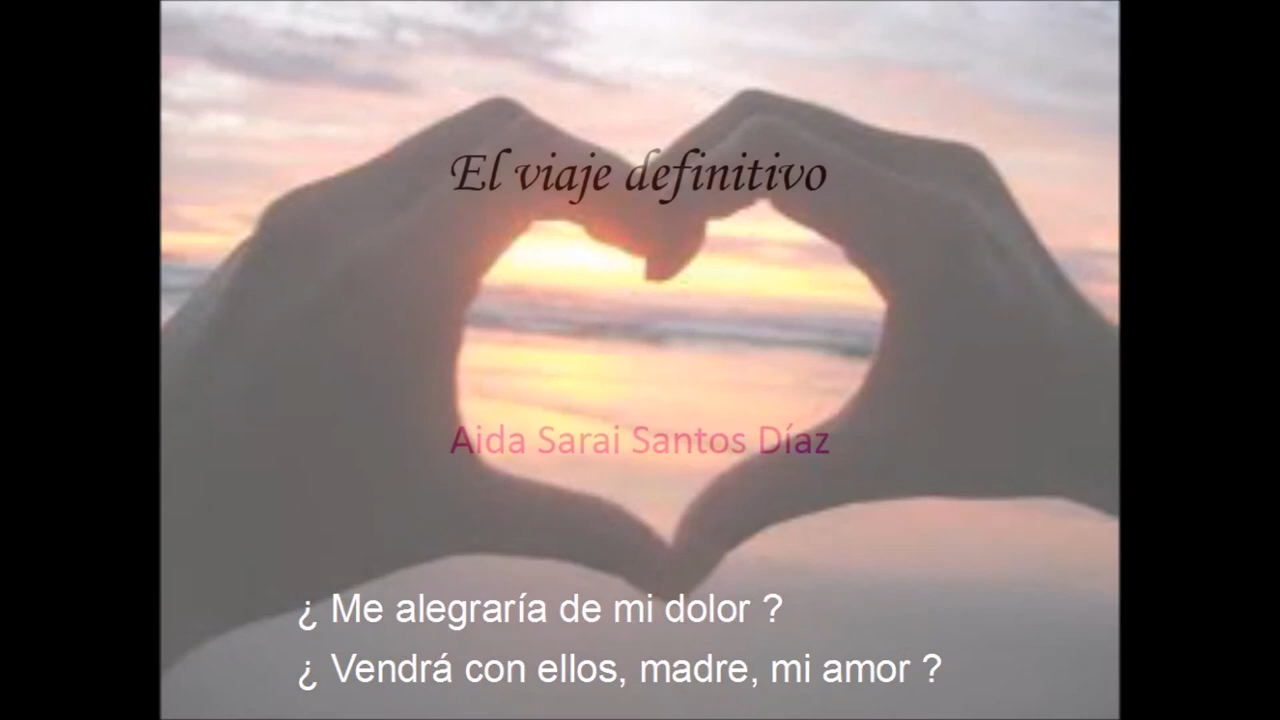 El viaje definitivo
Aida Sarai Santos Díaz
¿ Me alegraría de mi dolor ?
¿ Vendrá con ellos, madre, mi amor ?